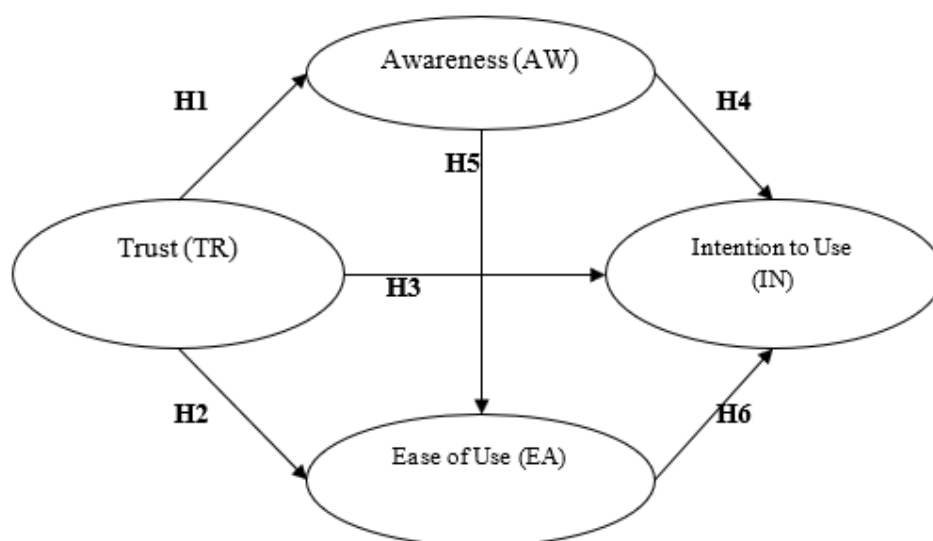 Awareness (AW)
H1
H4
H5
Trust (TR)
Intention to Use
(IN)
H3
H2
H6
Ease of Use (EA)